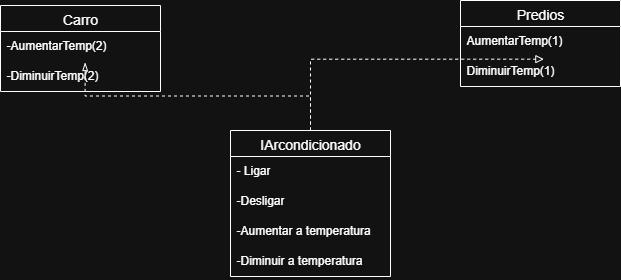 Carro
-AumentarTemp(2)
-DiminuirTemp(2)
Predios
AumentarTemp(1)
DiminuirTemp(1)
IArcondicionado
- Ligar
-Desligar
-Aumentar a temperatura
-Diminuir a temperatura